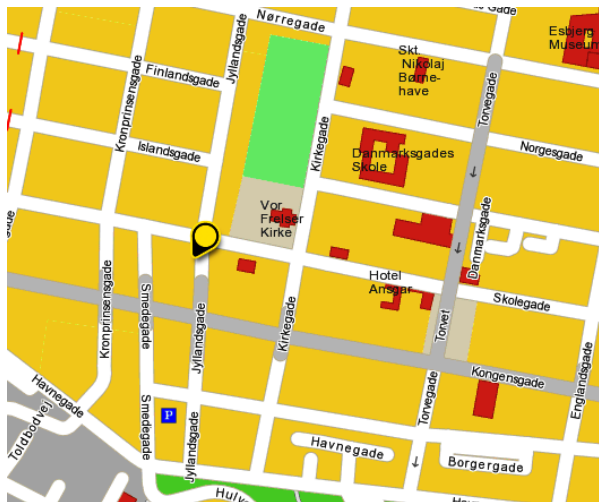 Nørregade
Gade
Esbjerg
Museum
Skt.
Nikolaj
Børne-
have
Jyllandsgade
Finlandsgade
Kronprinsensgade
Torvegade
Kirkegade
Islandsgade
Danmarksgades
Skole
Norgesgade
Vor
Frelser
Kirke
Danmarksgade
Hotel
Ansgar
Skolegade
Kronprinsensgade
Smedegade
Jyllandsgade
Kirkegade
Torvet
Kongensgade
Englandsgade
Havnegade
Toldbodvej
Smedegade
P
Jyllandsgade
Torvegade
Havnegade
Borgergade